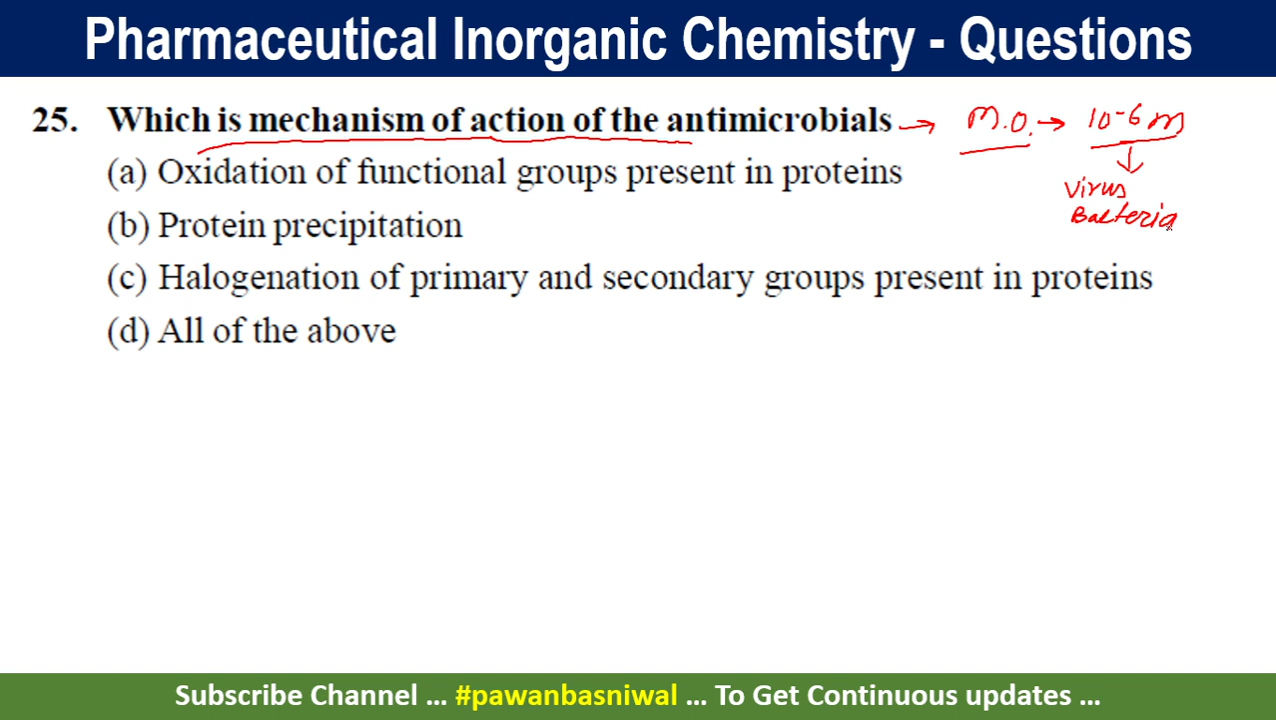 Pharmaceutical Inorganic Chemistry - Questions
25. Which is mechanism of action of the antimicrobials → M.O. → 10-6 m
(a) Oxidation of functional groups present in proteins
↓
Virus
Bacteria
(b) Protein precipitation
(c) Halogenation of primary and secondary groups present in proteins
(d) All of the above
Subscribe Channel ... #pawanbasniwal ... To Get Continuous updates ...